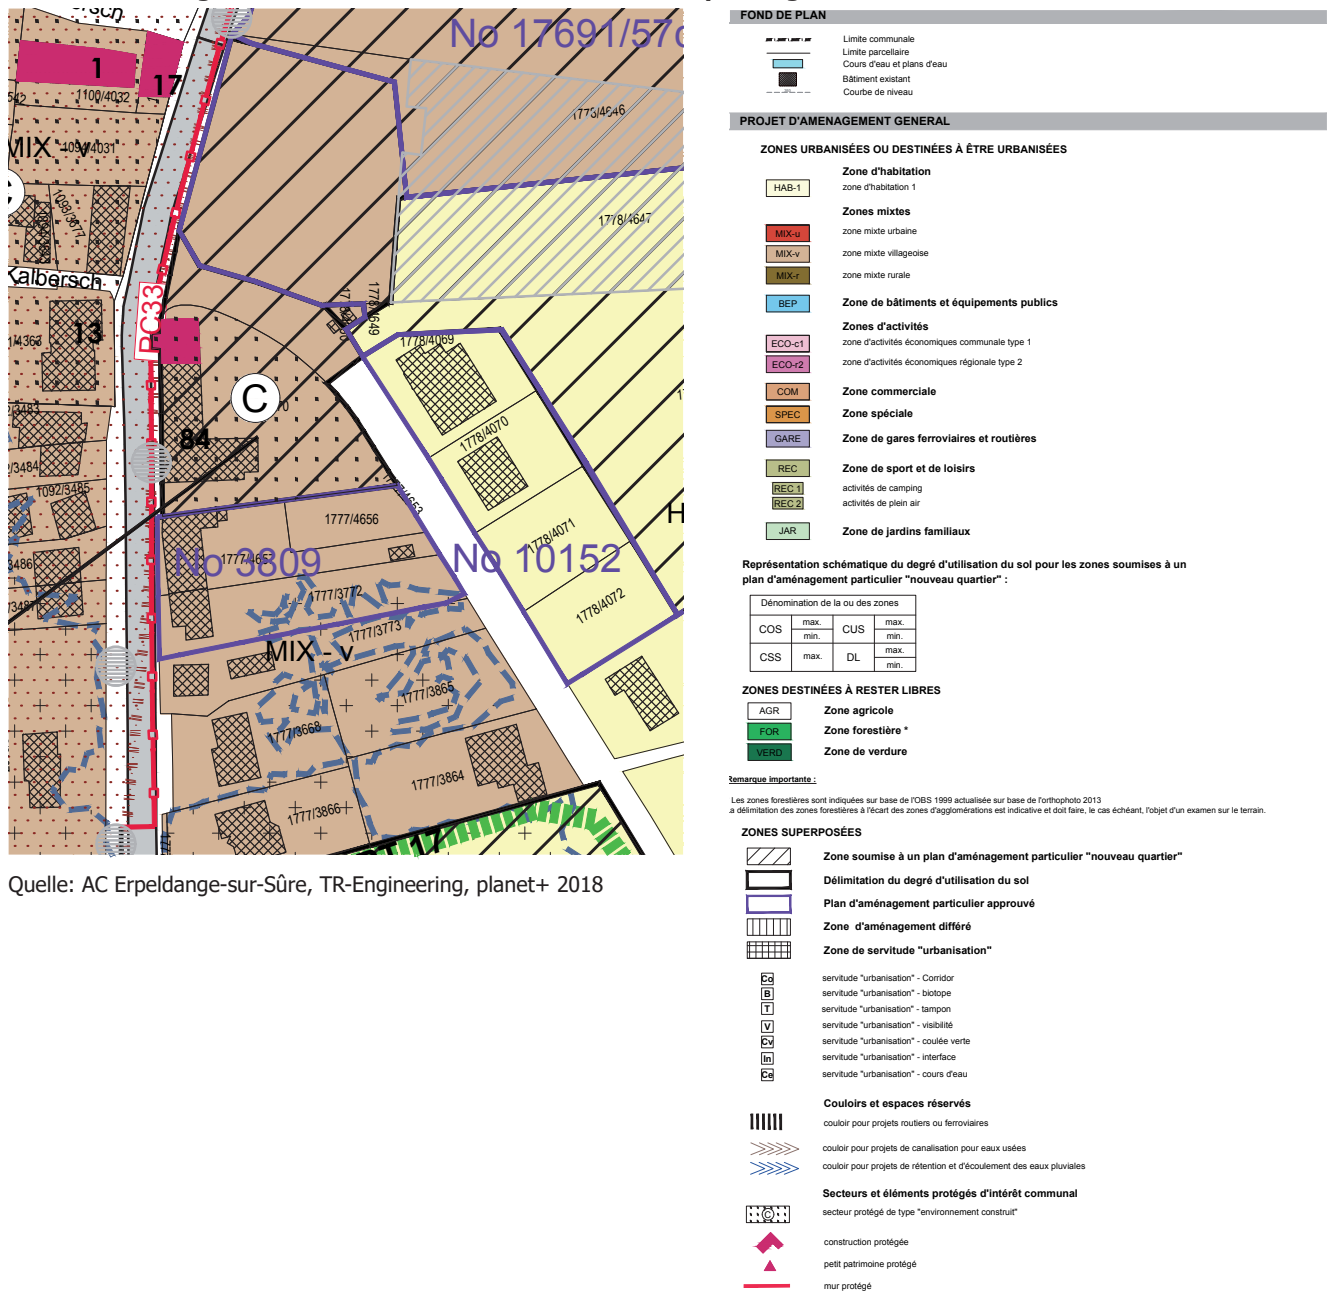 No 17691/57c
1
17
1100/4032
MIX - v
1094/4031
1773/4646
1093/3877
1778/4647
Kalbersch
PC33
1778/4649
13
1778/4069
C
84
1778/4070
1092/3484
1092/3485
1777/4653
1777/4656
1778/4071
H
No 3809
No 10152
1777/3772
1778/4072
1777/3773
MIX - v
1777/3865
1777/3668
1777/3864
1777/3866
Quelle: AC Erpeldange-sur-Sûre, TR-Engineering, planet+ 2018
FOND DE PLAN
Limite communale
Limite parcellaire
Cours d'eau et plans d'eau
Bâtiment existant
Courbe de niveau
PROJET D'AMENAGEMENT GENERAL
ZONES URBANISÉES OU DESTINÉES À ÊTRE URBANISÉES
Zone d'habitation
HAB-1 zone d'habitation 1
Zones mixtes
MIX-u zone mixte urbaine
MIX-v zone mixte villageoise
MIX-r zone mixte rurale
BEP Zone de bâtiments et équipements publics
Zones d'activités
ECO-c1 zone d'activités économiques communale type 1
ECO-r2 zone d'activités économiques régionale type 2
COM Zone commerciale
SPEC Zone spéciale
GARE Zone de gares ferroviaires et routières
REC Zone de sport et de loisirs
REC 1 activités de camping
REC 2 activités de plein air
JAR Zone de jardins familiaux
Représentation schématique du degré d'utilisation du sol pour les zones soumises à un
plan d'aménagement particulier "nouveau quartier" :
Dénomination de la ou des zones
COS max. CUS max.
min. min.
CSS max. DL max.
min.
ZONES DESTINÉES À RESTER LIBRES
AGR Zone agricole
FOR Zone forestière *
VERD Zone de verdure
Remarque importante :
Les zones forestières sont indiquées sur base de l'OBS 1999 actualisée sur base de l'orthophoto 2013
a délimitation des zones forestières à l'écart des zones d'agglomérations est indicative et doit faire, le cas échéant, l'objet d'un examen sur le terrain.
ZONES SUPERPOSÉES
Zone soumise à un plan d'aménagement particulier "nouveau quartier"
Délimitation du degré d'utilisation du sol
Plan d'aménagement particulier approuvé
Zone d'aménagement différé
Zone de servitude "urbanisation"
Co servitude "urbanisation" - Corridor
B servitude "urbanisation" - biotope
T servitude "urbanisation" - tampon
V servitude "urbanisation" - visibilité
Cv servitude "urbanisation" - coulée verte
In servitude "urbanisation" - interface
Ce servitude "urbanisation" - cours d'eau
Couloirs et espaces réservés
couloir pour projets routiers ou ferroviaires
couloir pour projets de canalisation pour eaux usées
couloir pour projets de rétention et d'écoulement des eaux pluviales
Secteurs et éléments protégés d'intérêt communal
C secteur protégé de type "environnement construit"
construction protégée
petit patrimoine protégé
mur protégé